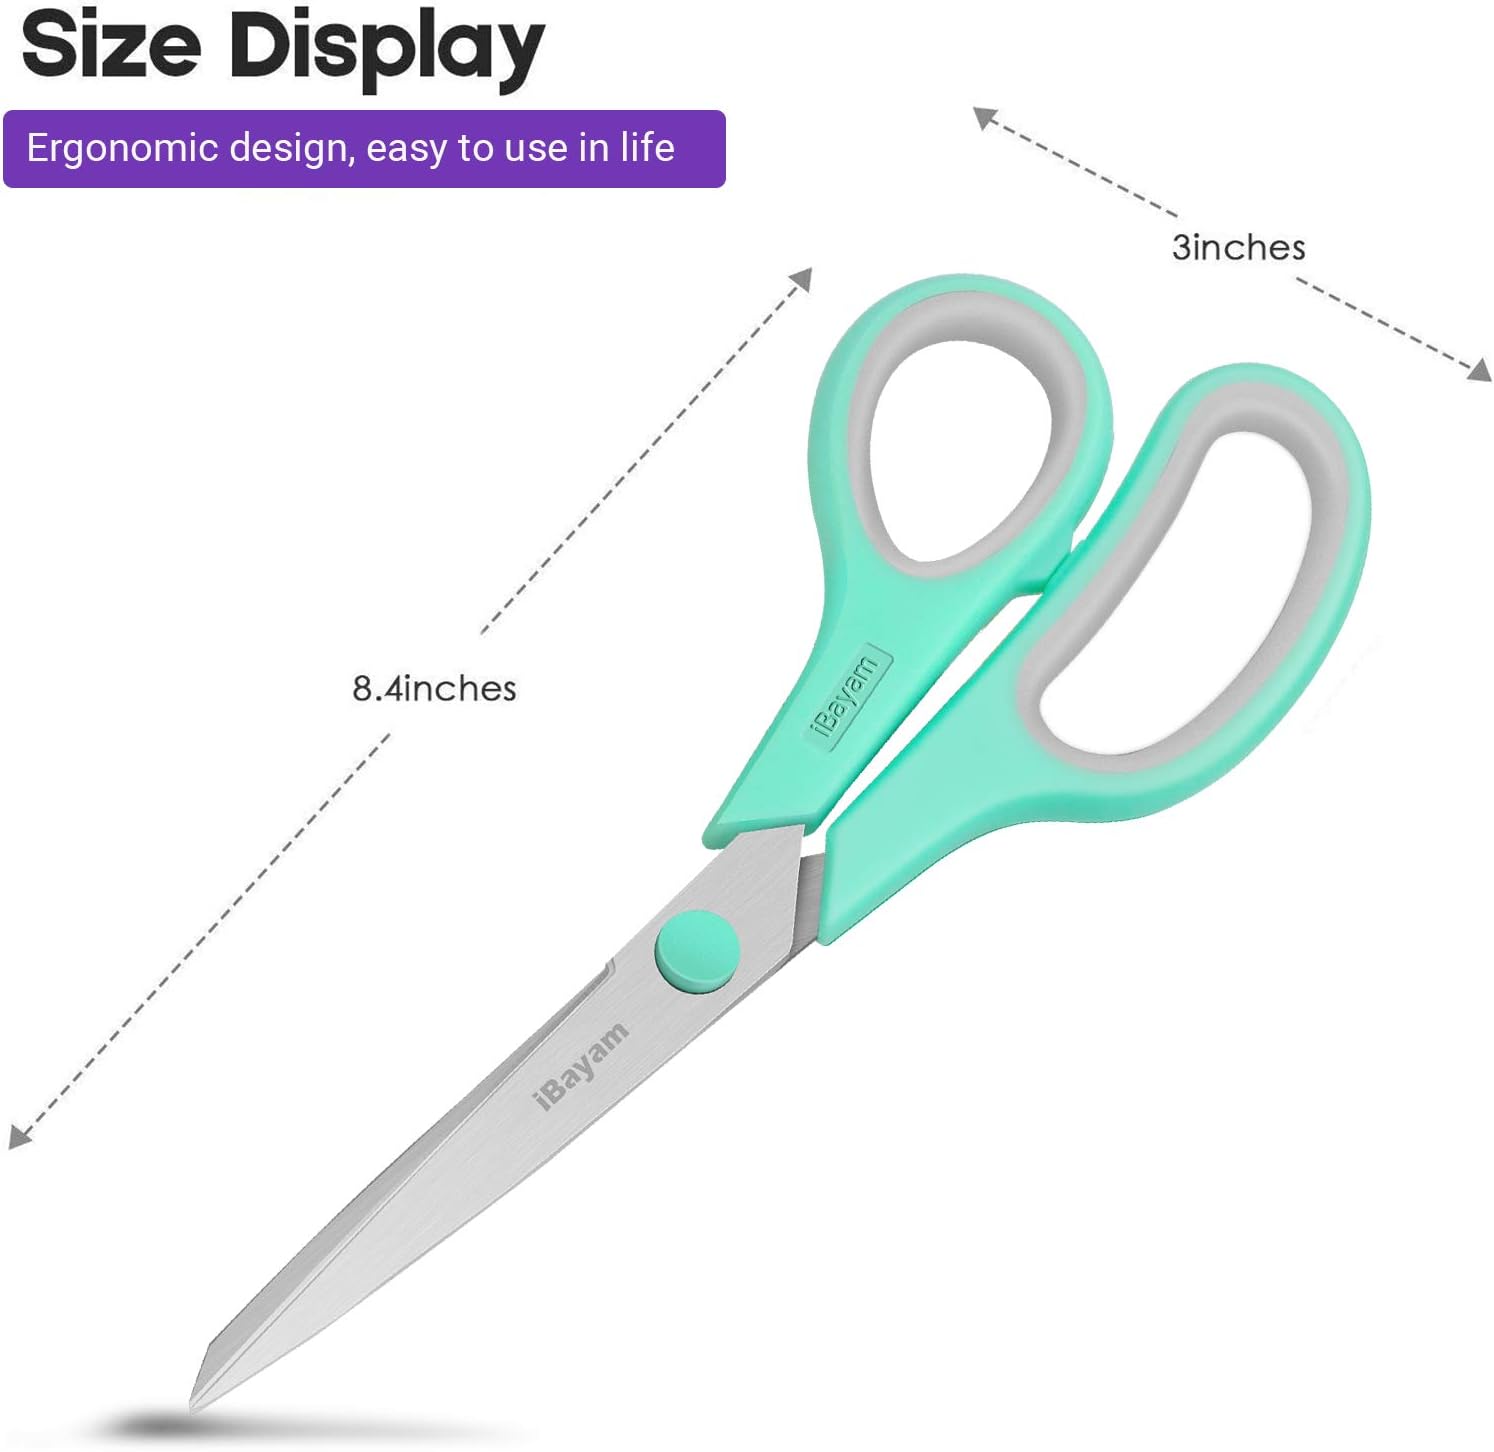 Size Display
Ergonomic design, easy to use in life
3inches
8.4inches
iBayam
iBayam